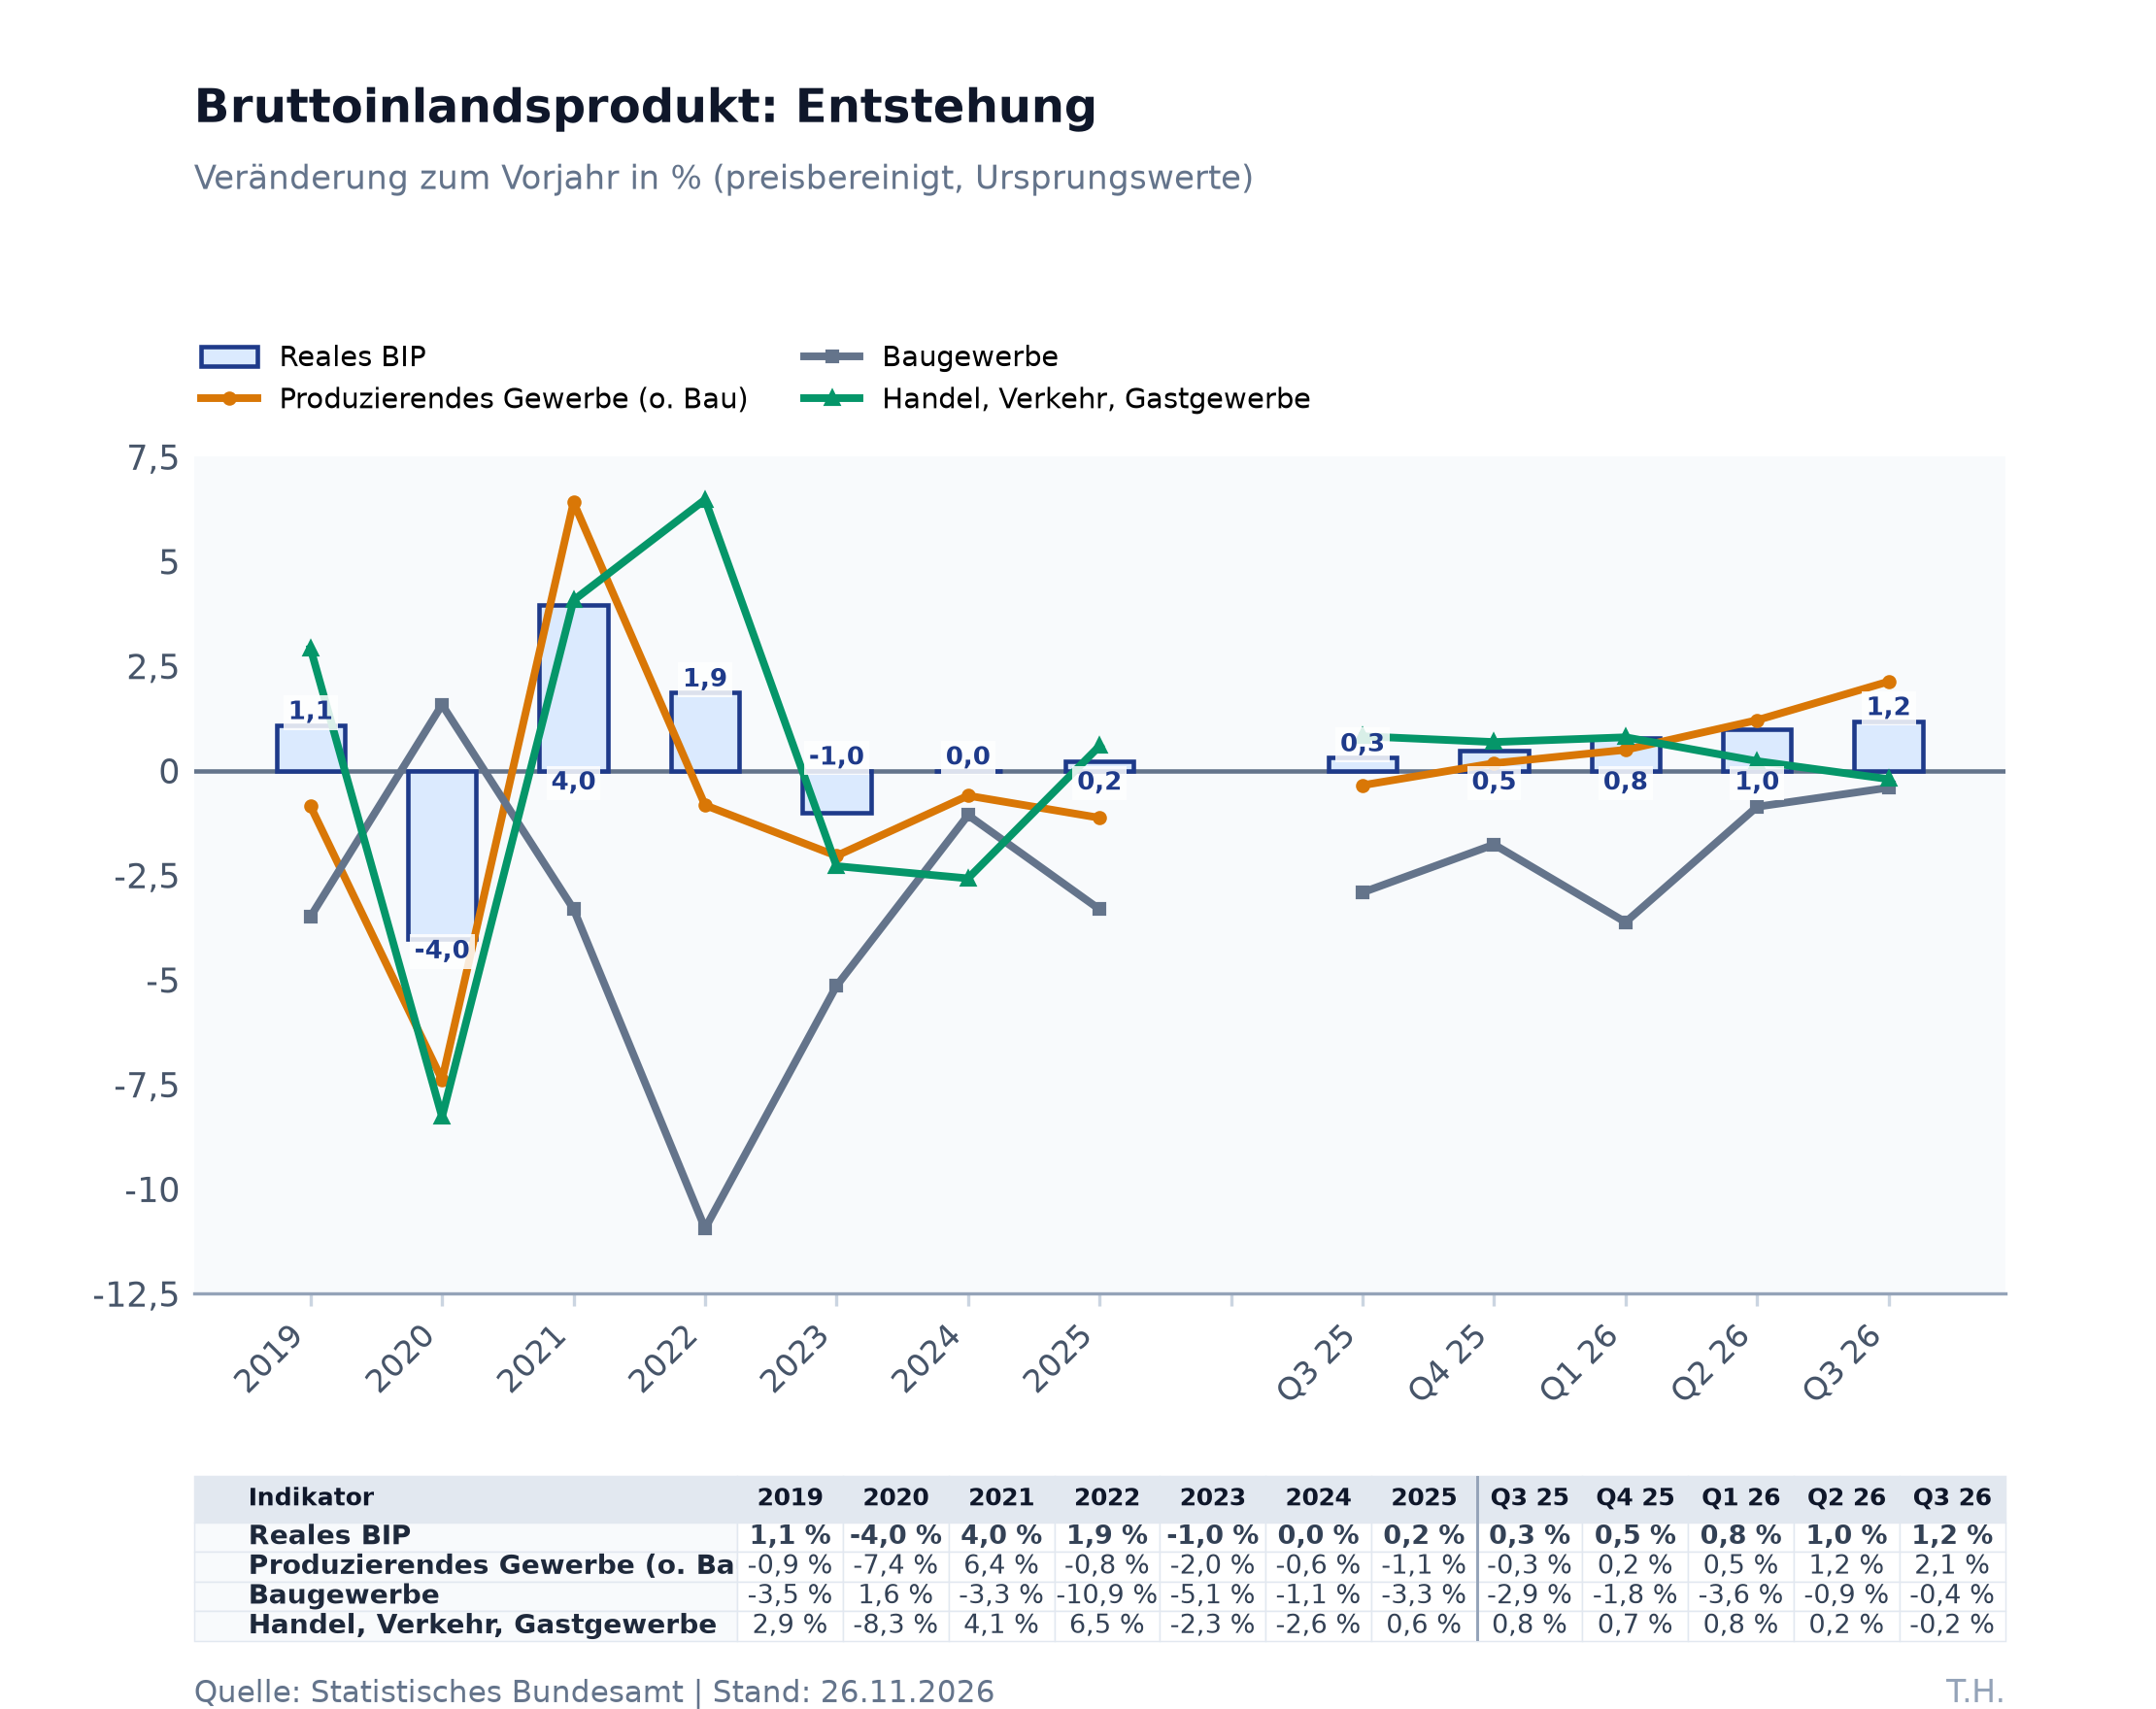 Bruttoinlandsprodukt: Entstehung
Veränderung zum Vorjahr in % (preisbereinigt, Ursprungswerte)
Reales BIP
Baugewerbe
Produzierendes Gewerbe (o. Bau)
Handel, Verkehr, Gastgewerbe
7,5
5
2,5
0
-2,5
-5
-7,5
-10
-12,5
1,1
-4,0
4,0
1,9
-1,0
0,0
0,2
0,3
0,5
0,8
1,0
1,2
2019 2020 2021 2022 2023 2024 2025 Q3 25 Q4 25 Q1 26 Q2 26 Q3 26
Indikator 2019 2020 2021 2022 2023 2024 2025 Q3 25 Q4 25 Q1 26 Q2 26 Q3 26
Reales BIP 1,1 % -4,0 % 4,0 % 1,9 % -1,0 % 0,0 % 0,2 % 0,3 % 0,5 % 0,8 % 1,0 % 1,2 %
Produzierendes Gewerbe (o. Ba -0,9 % -7,4 % 6,4 % -0,8 % -2,0 % -0,6 % -1,1 % -0,3 % 0,2 % 0,5 % 1,2 % 2,1 %
Baugewerbe -3,5 % 1,6 % -3,3 % -10,9 % -5,1 % -1,1 % -3,3 % -2,9 % -1,8 % -3,6 % -0,9 % -0,4 %
Handel, Verkehr, Gastgewerbe 2,9 % -8,3 % 4,1 % 6,5 % -2,3 % -2,6 % 0,6 % 0,8 % 0,7 % 0,8 % 0,2 % -0,2 %
Quelle: Statistisches Bundesamt | Stand: 26.11.2026
T.H.